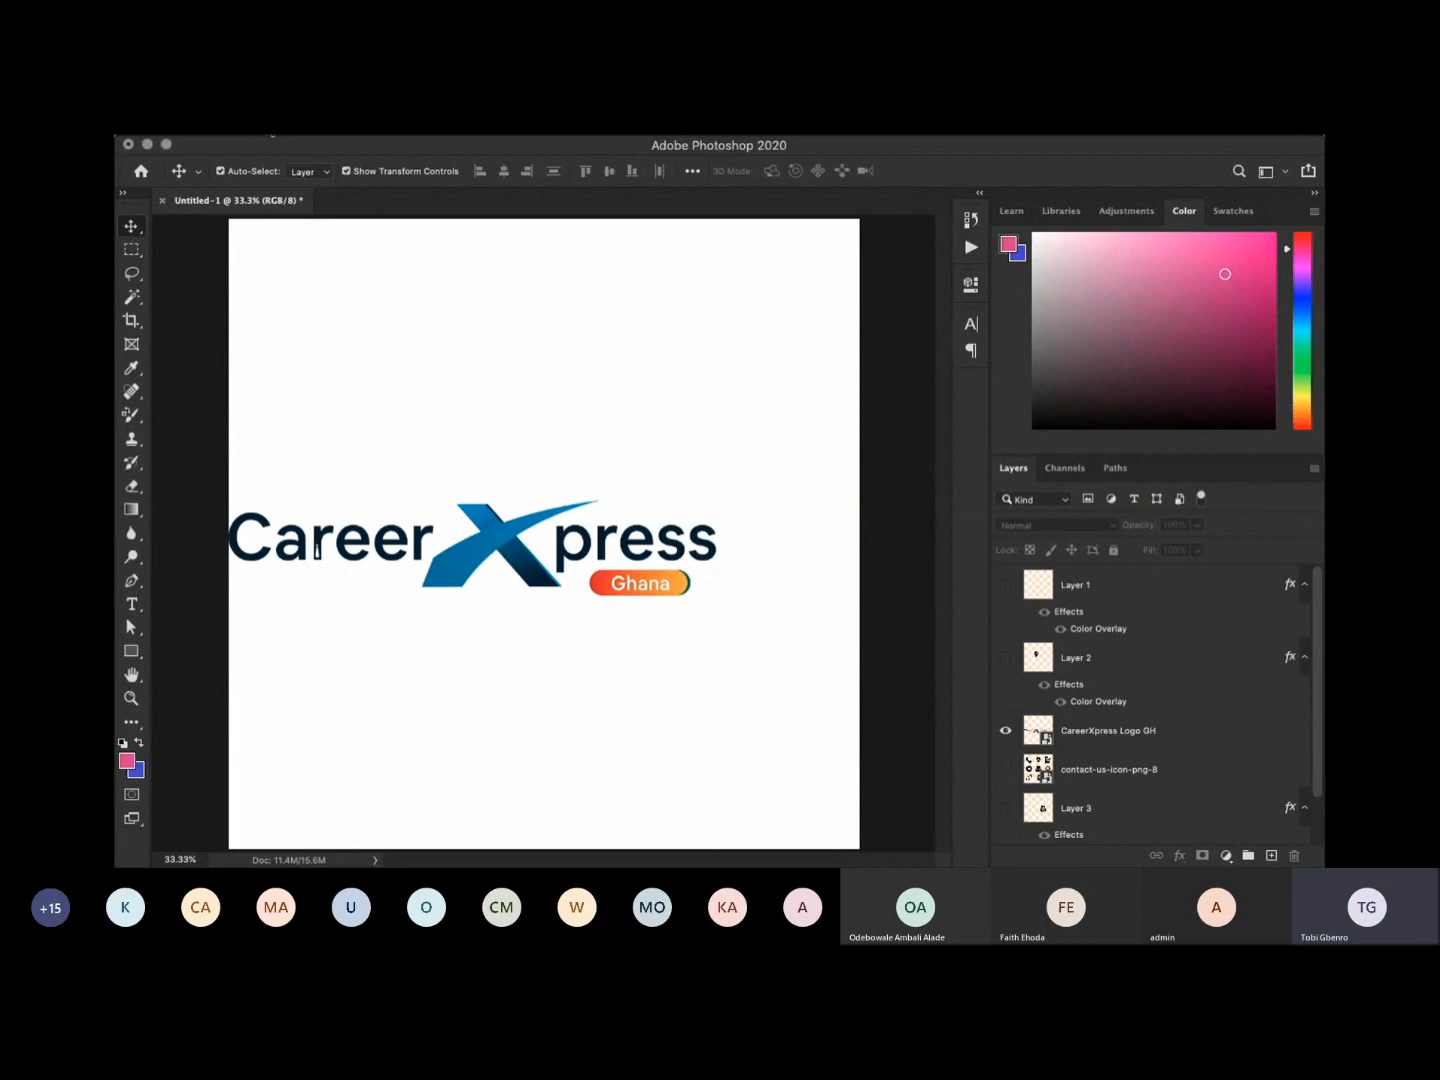 Adobe Photoshop 2020
Auto-Select: Layer Show Transform Controls 3D Mode:
Untitled-1 @ 33.3% (RGB/8) *
Learn Libraries Adjustments Color Swatches
A|
CareerXpress
Ghana
Layers Channels Paths
Kind
Normal Opacity: 100%
Lock: Fill: 100%
Layer 1 fx
Effects
Color Overlay
Layer 2 fx
Effects
Color Overlay
CareerXpress Logo GH
contact-us-icon-png-8
Layer 3 fx
Effects
33.33% Doc: 11.4M/15.6M
fx
+15 K CA MA U O CM W MO KA A OA FE A TG
Odebowale Ambali Alade Faith Ehoda admin Tobi Gbenro